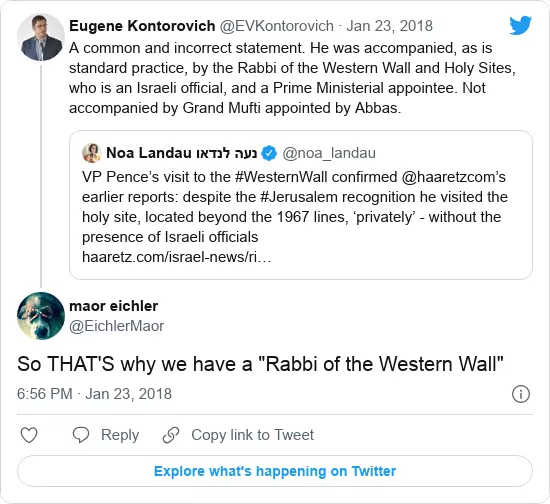 Eugene Kontorovich @EVKontorovich · Jan 23, 2018
A common and incorrect statement. He was accompanied, as is
standard practice, by the Rabbi of the Western Wall and Holy Sites,
who is an Israeli official, and a Prime Ministerial appointee. Not
accompanied by Grand Mufti appointed by Abbas.
Noa Landau נעה לנדאו @noa_landau
VP Pence’s visit to the #WesternWall confirmed @haaretzcom’s
earlier reports: despite the #Jerusalem recognition he visited the
holy site, located beyond the 1967 lines, ‘privately’ - without the
presence of Israeli officials
haaretz.com/israel-news/ri…
maor eichler
@EichlerMaor
So THAT'S why we have a "Rabbi of the Western Wall"
6:56 PM · Jan 23, 2018
Reply
Copy link to Tweet
Explore what's happening on Twitter